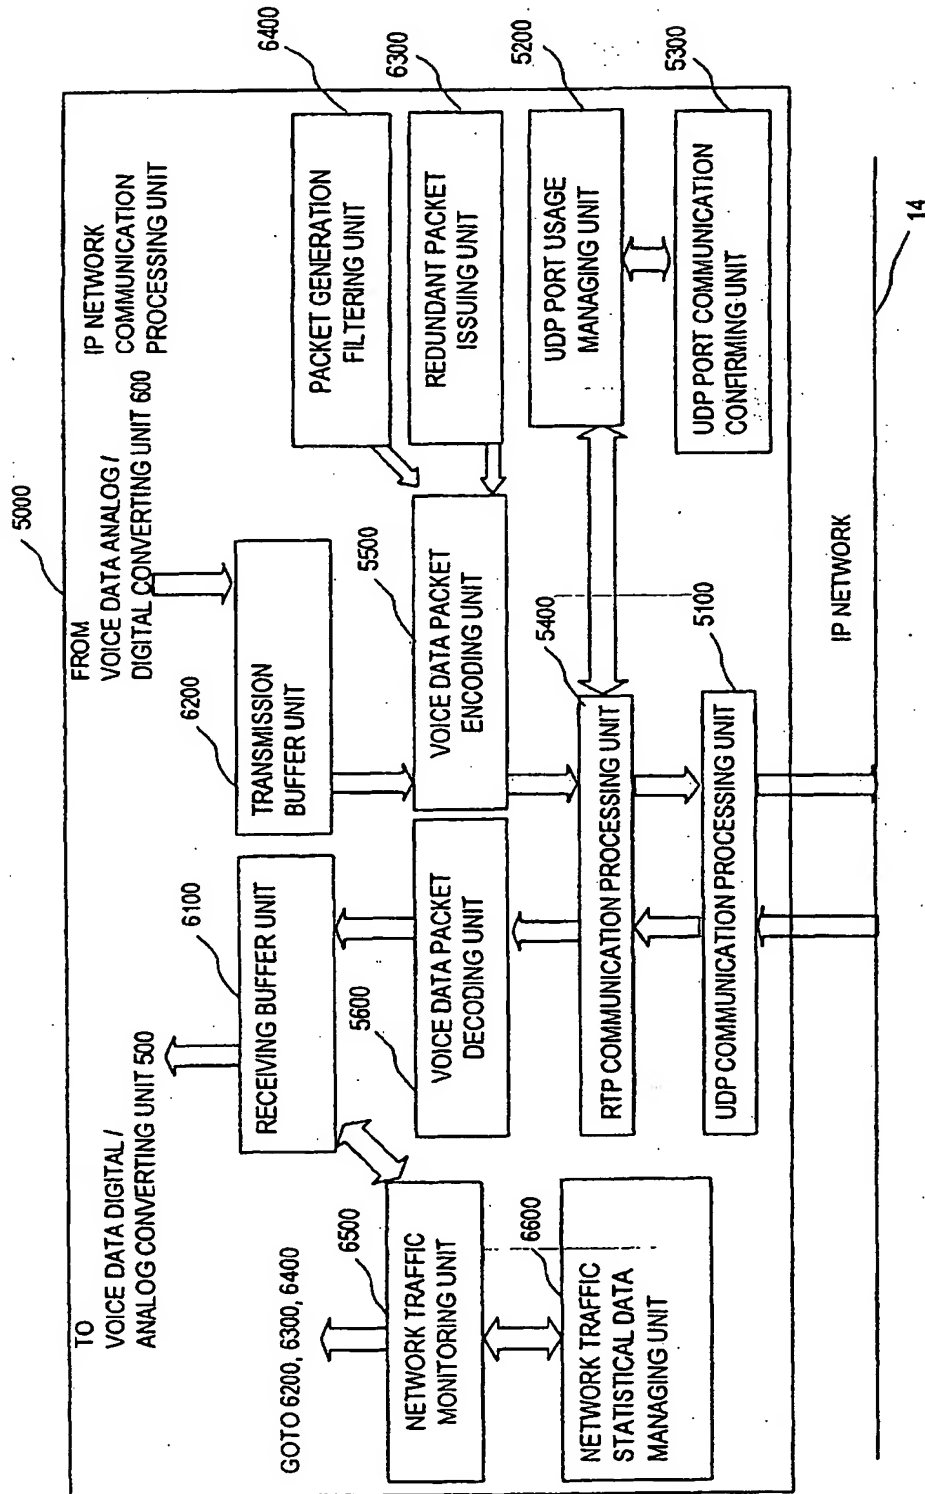 5000
TO
VOICE DATA DIGITAL /
ANALOG CONVERTING UNIT 500
FROM
VOICE DATA ANALOG /
DIGITAL CONVERTING UNIT 600
IP NETWORK
COMMUNICATION
PROCESSING UNIT
GOTO 6200, 6300, 6400
6100
RECEIVING BUFFER UNIT
6200
TRANSMISSION
BUFFER UNIT
6400
PACKET GENERATION
FILTERING UNIT
6300
REDUNDANT PACKET
ISSUING UNIT
6500
NETWORK TRAFFIC
MONITORING UNIT
5600
VOICE DATA PACKET
DECODING UNIT
5500
VOICE DATA PACKET
ENCODING UNIT
5200
UDP PORT USAGE
MANAGING UNIT
6600
NETWORK TRAFFIC
STATISTICAL DATA
MANAGING UNIT
5400
RTP COMMUNICATION PROCESSING UNIT
5300
UDP PORT COMMUNICATION
CONFIRMING UNIT
5100
UDP COMMUNICATION PROCESSING UNIT
IP NETWORK
14